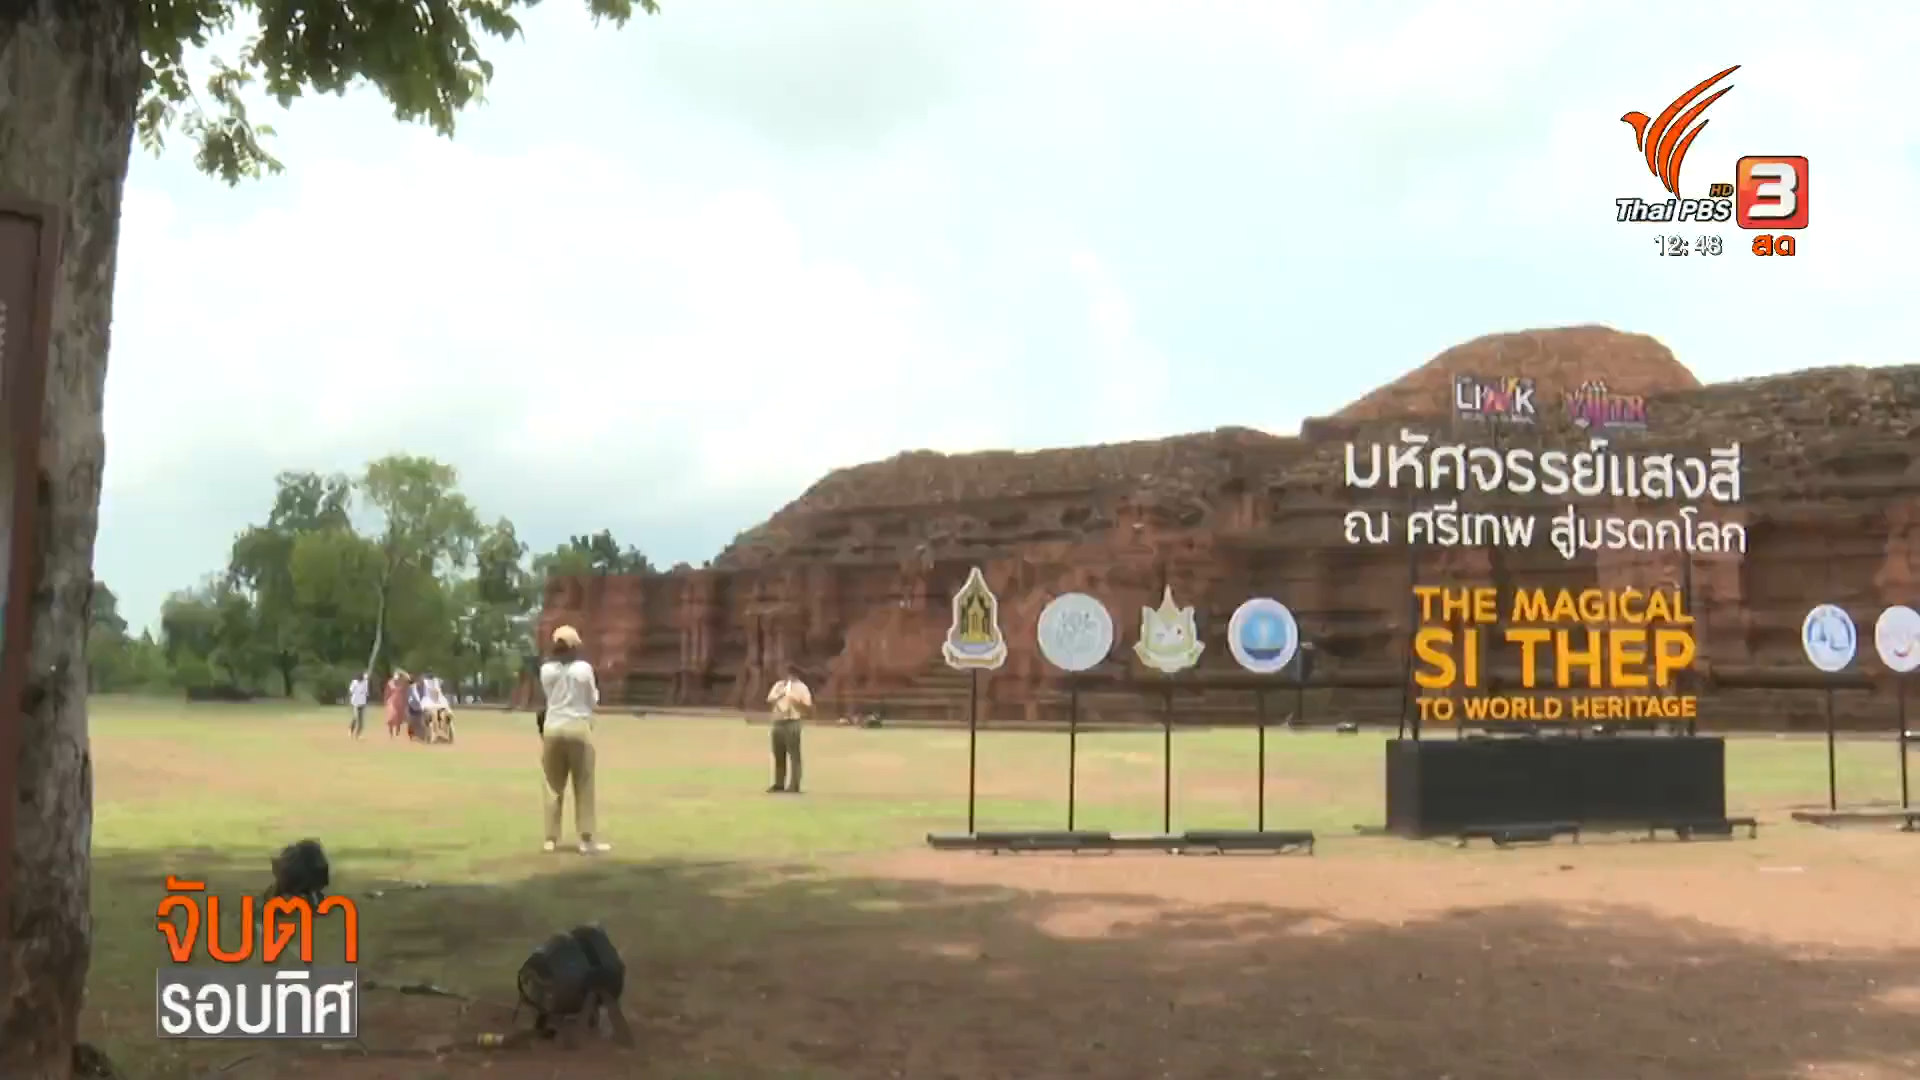 HD
Thai PBS 3
12:48 สด
LINK VIJITR
มหัศจรรย์แสงสี
ณ ศรีเทพ สู่มรดกโลก
THE MAGICAL
SI THEP
TO WORLD HERITAGE
จับตา
รอบทิศ